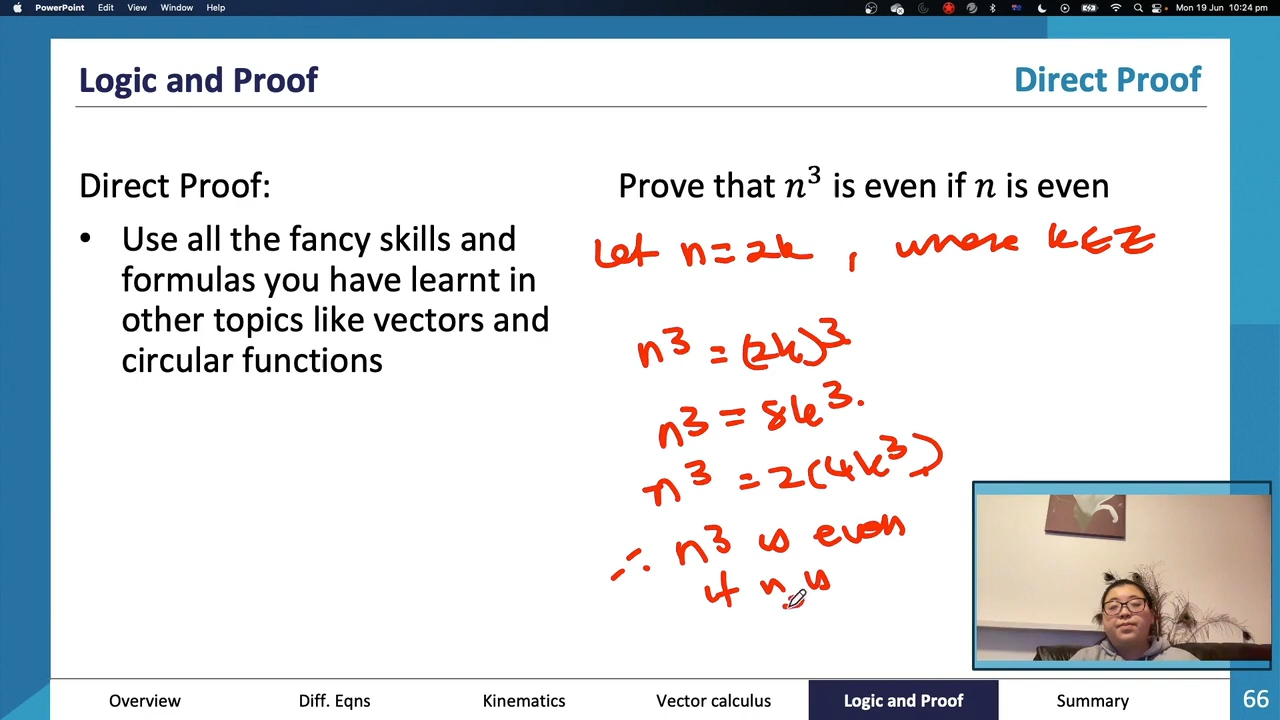 PowerPoint Edit View Window Help Mon 19 Jun 10:24 pm
Logic and Proof
Direct Proof
Direct Proof:
• Use all the fancy skills and
formulas you have learnt in
other topics like vectors and
circular functions
Prove that n³ is even if n is even
Let n = 2k , where k ∈ Z
n³ = (2k)³
n³ = 8k³.
n³ = 2(4k³)
∴ n³ is even
if n is
Overview Diff. Eqns Kinematics Vector calculus Logic and Proof Summary 66